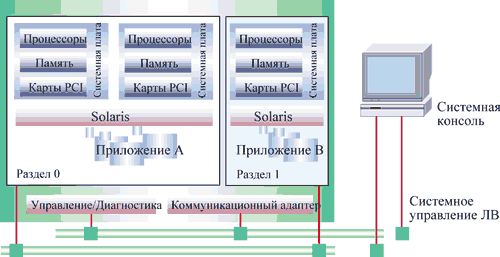 Процессоры
Память
Карты PCI
Системная плата
Процессоры
Память
Карты PCI
Системная плата
Solaris
Приложение A
Раздел 0
Процессоры
Память
Карты PCI
Системная плата
Solaris
Приложение B
Раздел 1
Управление/Диагностика
Коммуникационный адаптер
Системная
консоль
Системное
управление ЛВ